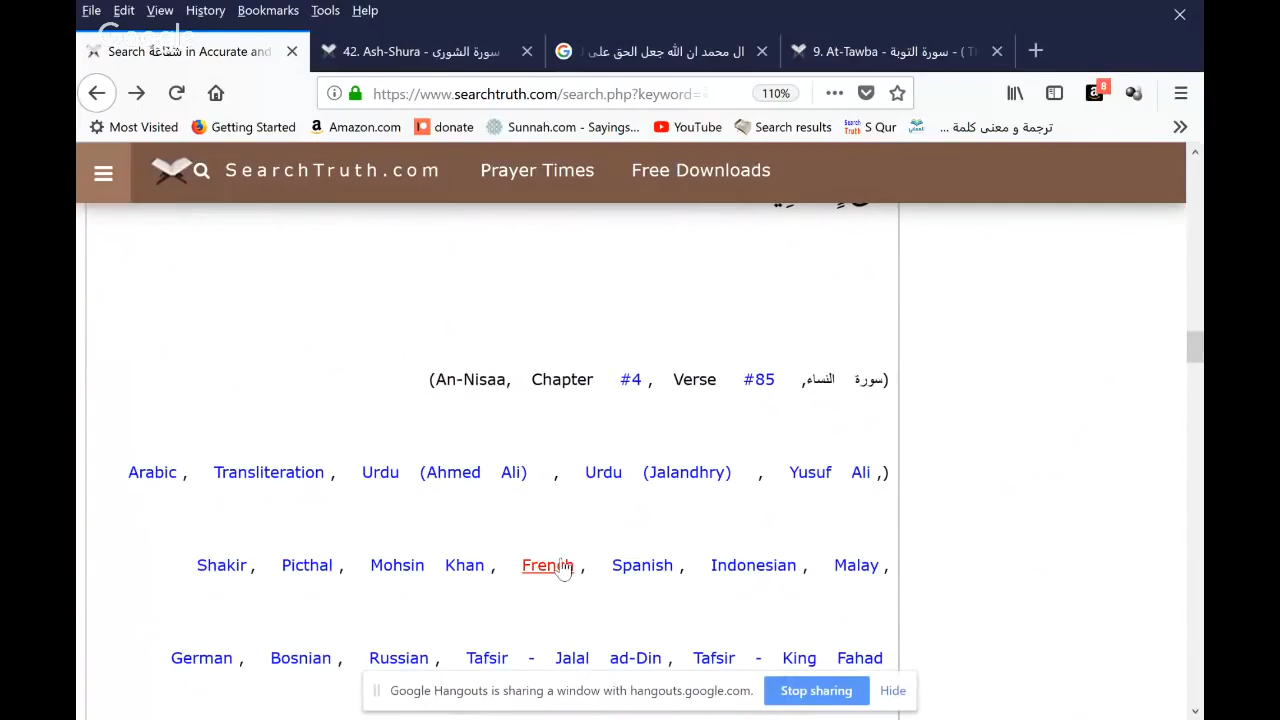 File Edit View History Bookmarks Tools Help
Google
Search شفاعة in Accurate and
42. Ash-Shura - سورة الشورى
ال محمد ان الله جعل الحق على
9. At-Tawba - سورة التوبة - (
https://www.searchtruth.com/search.php?keyword=
110%
8
Most Visited Getting Started Amazon.com donate Sunnah.com - Sayings... YouTube Search results S Qur ترجمة و معنى كلمة ...
SearchTruth.com Prayer Times Free Downloads
(An-Nisaa, Chapter #4, Verse #85 ,سورة النساء)
Arabic, Transliteration, Urdu (Ahmed Ali) , Urdu (Jalandhry) , Yusuf Ali,)
Shakir, Picthal, Mohsin Khan, French, Spanish, Indonesian, Malay,
German, Bosnian, Russian, Tafsir - Jalal ad-Din, Tafsir - King Fahad
Google Hangouts is sharing a window with hangouts.google.com. Stop sharing Hide